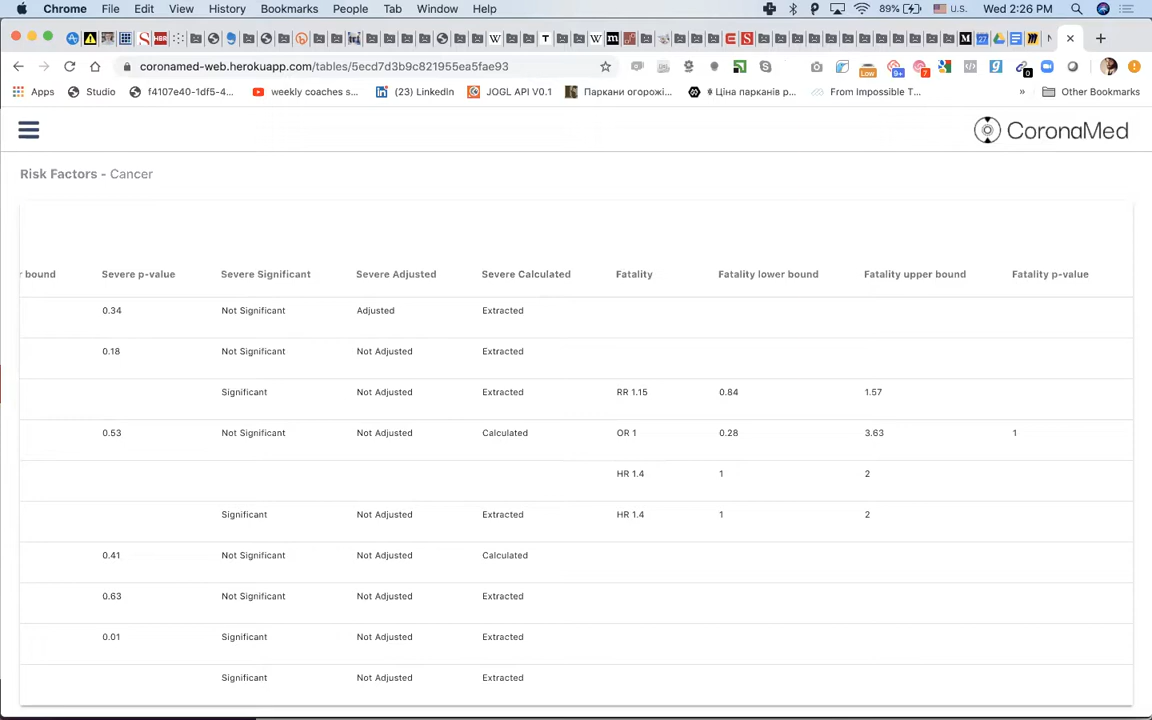 Chrome File Edit View History Bookmarks People Tab Window Help 89% U.S. Wed 2:26 PM
coronamed-web.herokuapp.com/tables/5ecd7d3b9c821955ea5fae93
Apps Studio f4107e40-1df5-4... weekly coaches s... (23) LinkedIn JOGL API V0.1 Паркани огорожі... Ціна парканів р... From Impossible T... » Other Bookmarks
CoronaMed
Risk Factors - Cancer
r bound Severe p-value Severe Significant Severe Adjusted Severe Calculated Fatality Fatality lower bound Fatality upper bound Fatality p-value
0.34 Not Significant Adjusted Extracted
0.18 Not Significant Not Adjusted Extracted
Significant Not Adjusted Extracted RR 1.15 0.84 1.57
0.53 Not Significant Not Adjusted Calculated OR 1 0.28 3.63 1
HR 1.4 1 2
Significant Not Adjusted Extracted HR 1.4 1 2
0.41 Not Significant Not Adjusted Calculated
0.63 Not Significant Not Adjusted Extracted
0.01 Significant Not Adjusted Extracted
Significant Not Adjusted Extracted